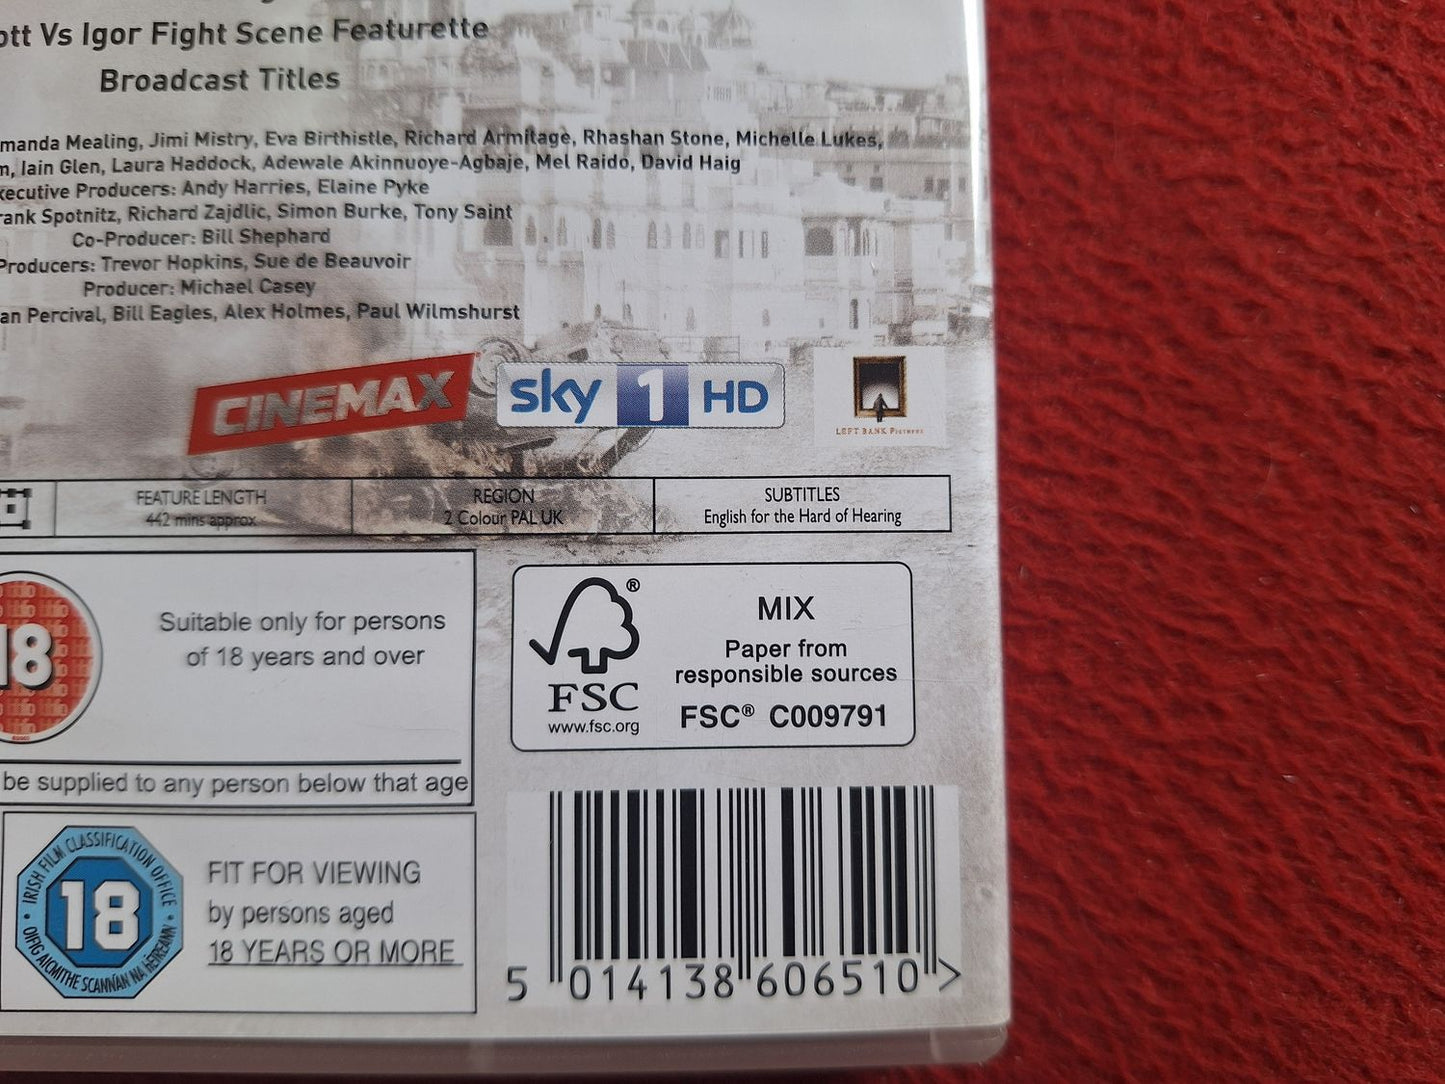 ott Vs Igor Fight Scene Featurette
Broadcast Titles
manda Mealing, Jimi Mistry, Eva Birthistle, Richard Armitage, Rhashan Stone, Michelle Lukes,
m, Iain Glen, Laura Haddock, Adewale Akinnuoye-Agbaje, Mel Raido, David Haig
xecutive Producers: Andy Harries, Elaine Pyke
rank Spotnitz, Richard Zajdlic, Simon Burke, Tony Saint
Co-Producer: Bill Shephard
Producers: Trevor Hopkins, Sue de Beauvoir
Producer: Michael Casey
an Percival, Bill Eagles, Alex Holmes, Paul Wilmshurst
CINEMAX
sky 1 HD
LEFT BANK PICTURES
FEATURE LENGTH
442 mins approx
REGION
2 Colour PAL UK
SUBTITLES
English for the Hard of Hearing
18
Suitable only for persons
of 18 years and over
be supplied to any person below that age
®
FSC
www.fsc.org
MIX
Paper from
responsible sources
FSC® C009791
IRISH FILM CLASSIFICATION OFFICE
18
OIFIG AICMITHE SCANNÁN NA HÉIREANN
FIT FOR VIEWING
by persons aged
18 YEARS OR MORE
5 014138 606510 >